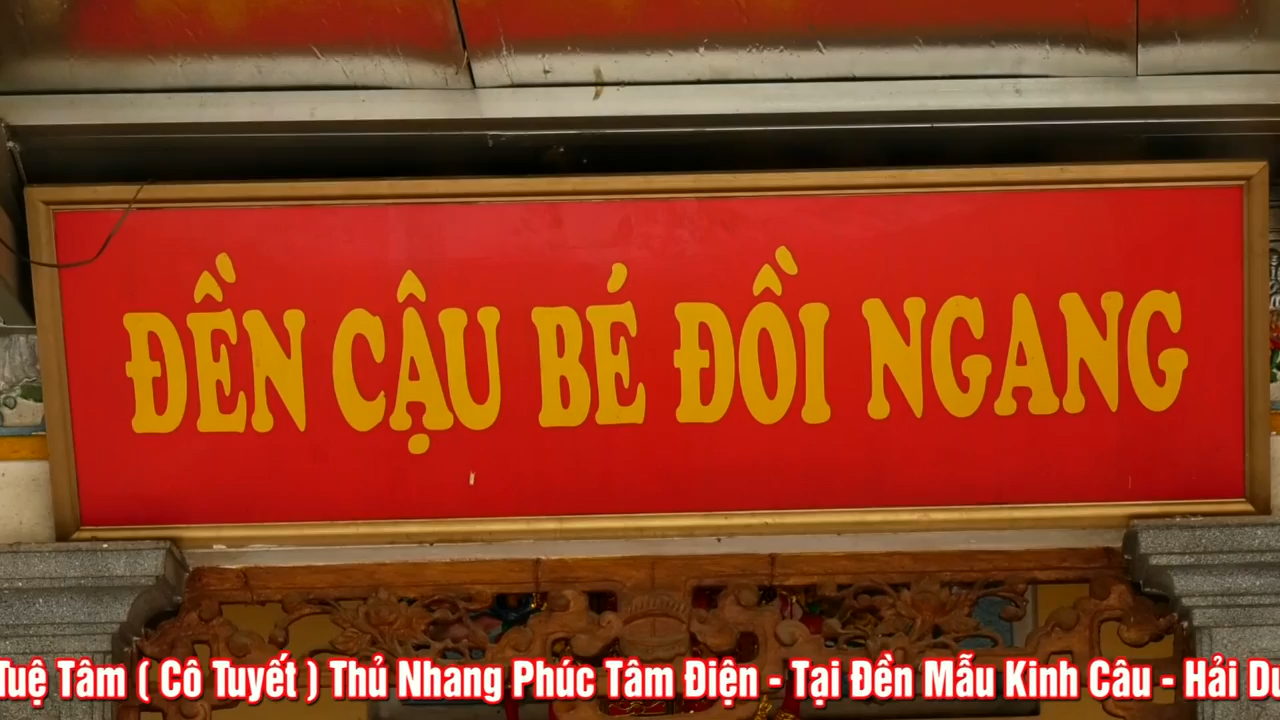 ĐỀN CẬU BÉ ĐỒI NGANG
Tuệ Tâm ( Cô Tuyết ) Thủ Nhang Phúc Tâm Điện - Tại Đền Mẫu Kinh Câu - Hải